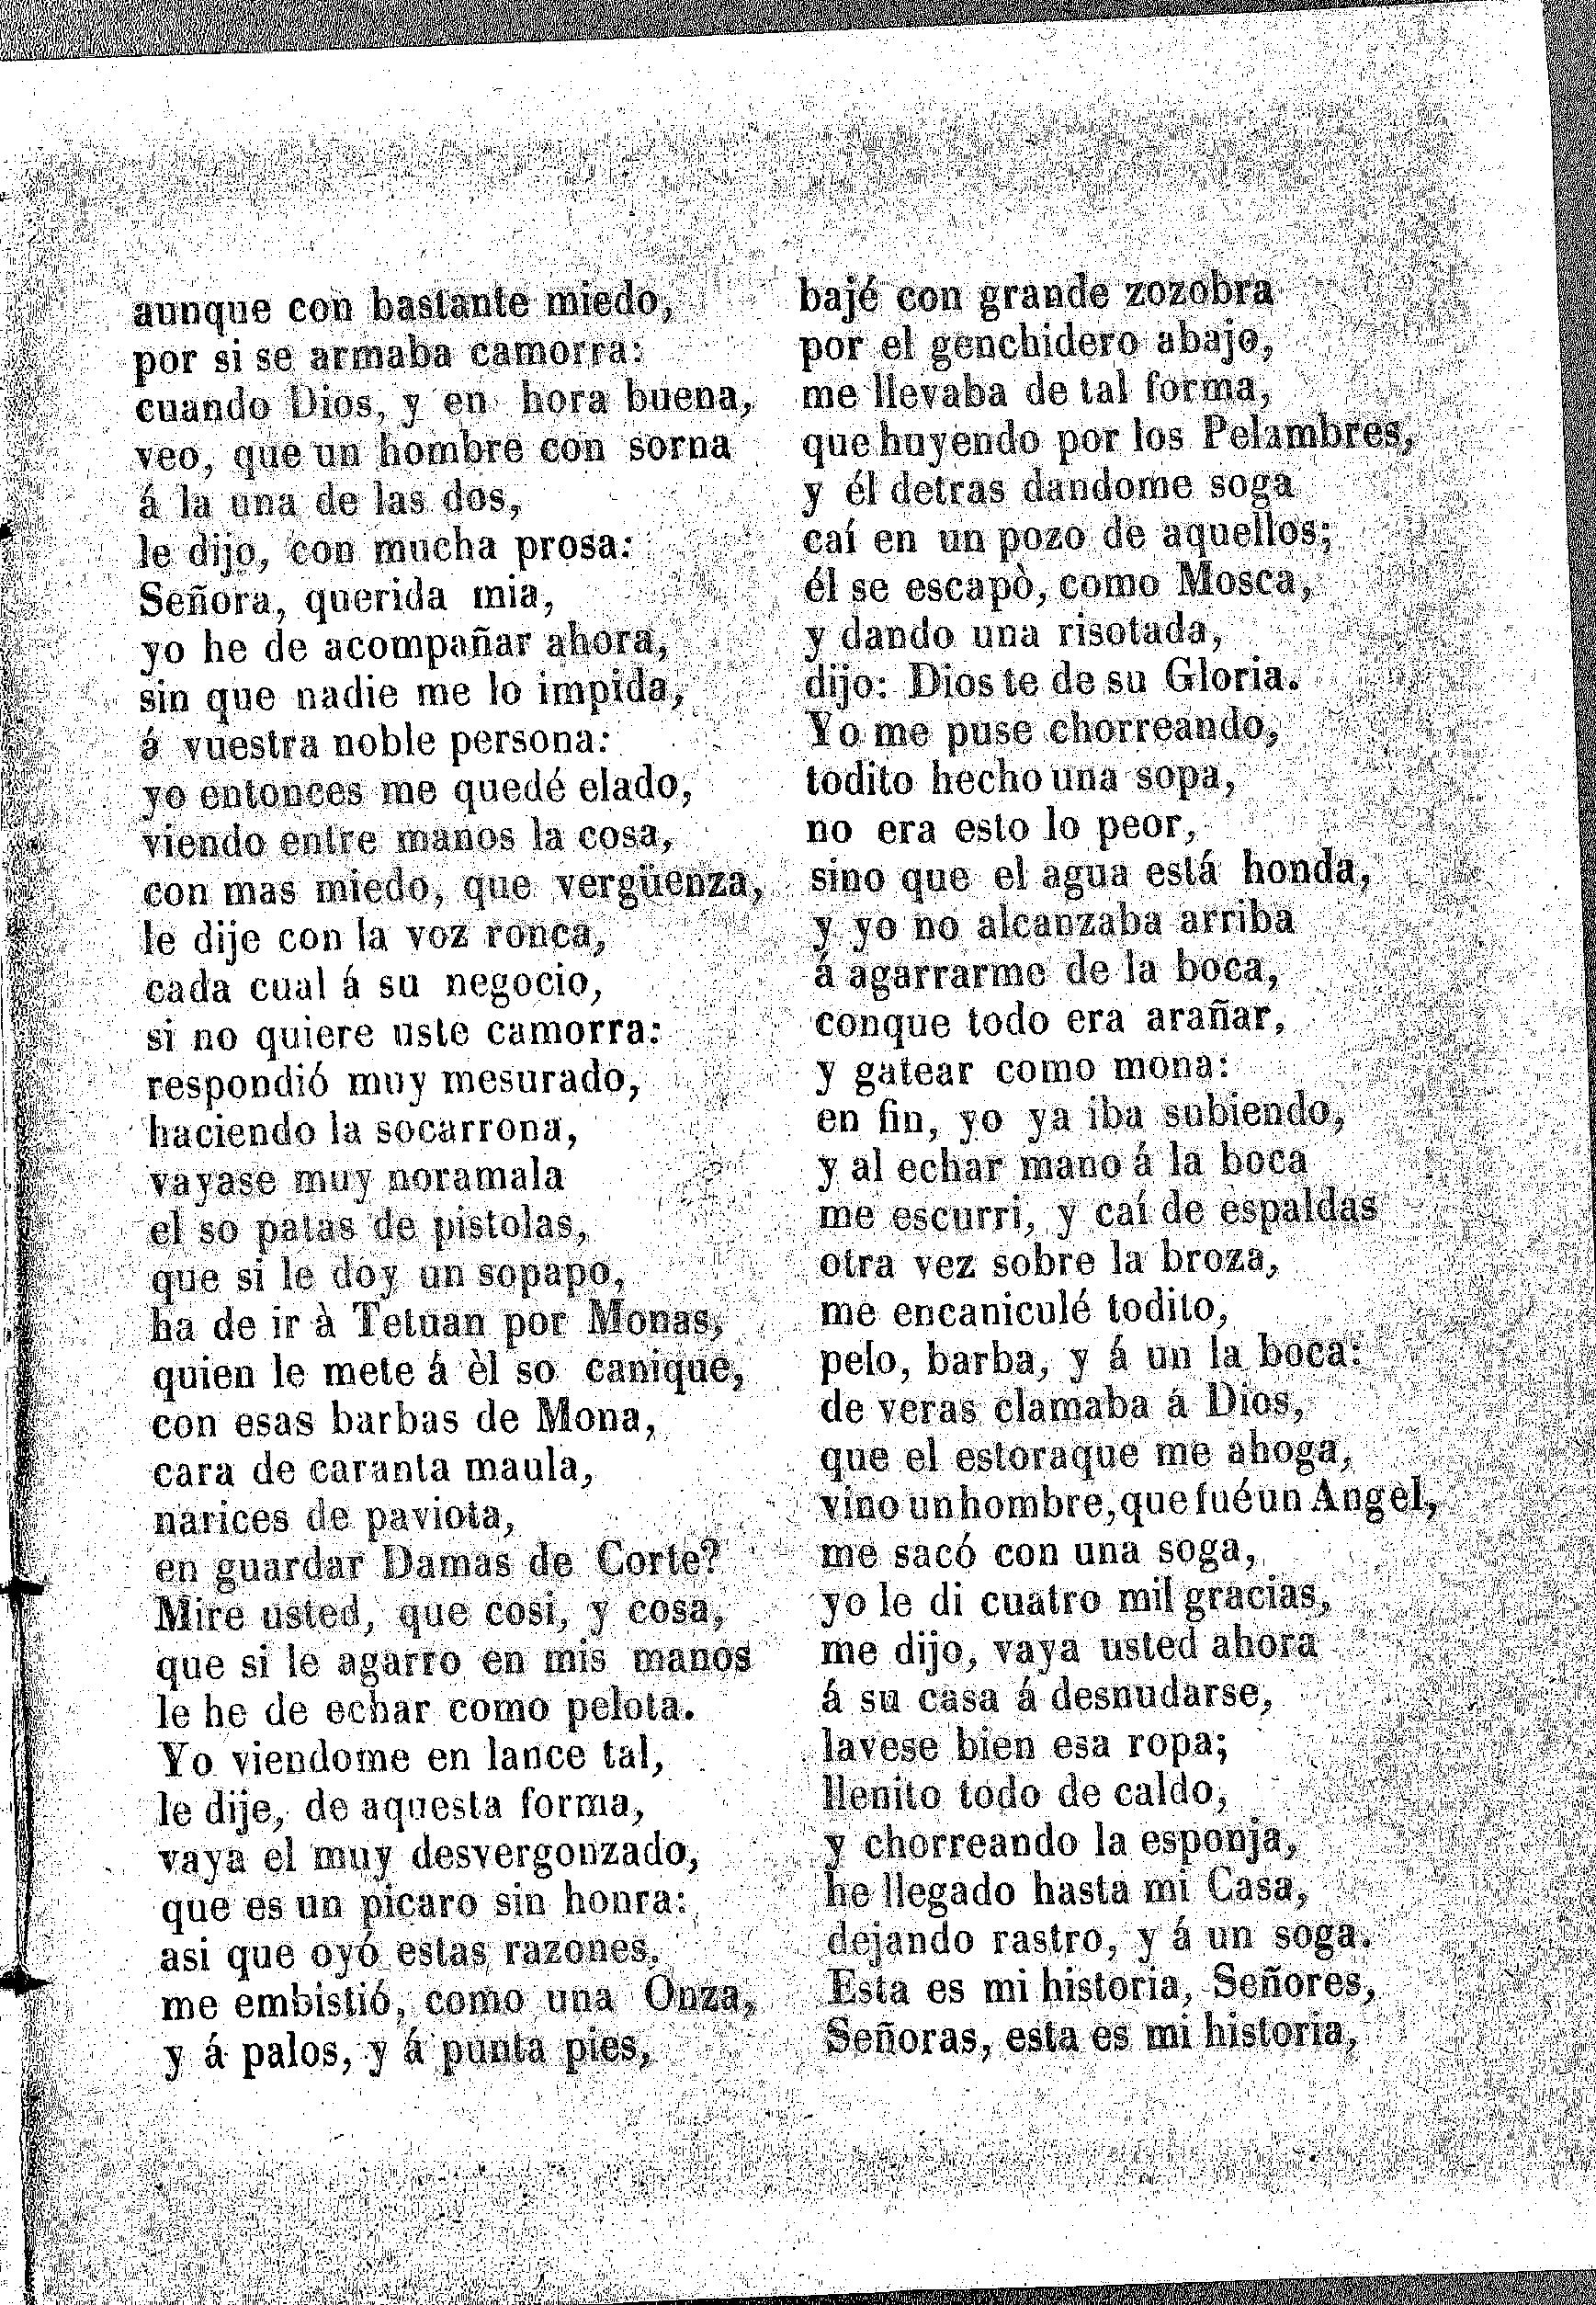 aunque con bastante miedo,
por si se armaba camorra:
cuando Dios, y en hora buena,
veo, que un hombre con sorna
á la una de las dos,
le dijo, con mucha prosa:
Señora, querida mia,
yo he de acompañar ahora,
sin que nadie me lo impida,
á vuestra noble persona:
yo entonces me quedé elado,
viendo entre manos la cosa,
con mas miedo, que vergüenza,
le dije con la voz ronca,
cada cual á su negocio,
si no quiere uste camorra:
respondió muy mesurado,
haciendo la socarrona,
vayase muy noramala
el so patas de pistolas,
que si le doy un sopapo,
ha de ir à Tetuan por Monas,
quien le mete á èl so canique,
con esas barbas de Mona,
cara de caranta maula,
narices de paviota,
en guardar Damas de Corte?
Mire usted, que cosi, y cosa,
que si le agarro en mis manos
le he de echar como pelota.
Yo viendome en lance tal,
le dije, de aquesta forma,
vaya el muy desvergonzado,
que es un picaro sin honra:
asi que oyó estas razones,
me embistió, como una Onza,
y á palos, y á punta pies,
bajé con grande zozobra
por el genchidero abajo,
me llevaba de tal forma,
que huyendo por los Pelambres,
y él detras dandome soga
caí en un pozo de aquellos;
él se escapò, como Mosca,
y dando una risotada,
dijo: Dios te de su Gloria.
Yo me puse chorreando,
todito hecho una sopa,
no era esto lo peor,
sino que el agua está honda,
y yo no alcanzaba arriba
á agarrarme de la boca,
conque todo era arañar,
y gatear como mona:
en fin, yo ya iba subiendo,
y al echar mano á la boca
me escurri, y caí de espaldas
otra vez sobre la broza,
me encaniculé todito,
pelo, barba, y á un la boca:
de veras clamaba á Dios,
que el estoraque me ahoga,
vino un hombre, que fué un Angel,
me sacó con una soga,
yo le di cuatro mil gracias,
me dijo, vaya usted ahora
á su casa á desnudarse,
lavese bien esa ropa;
llenito todo de caldo,
y chorreando la esponja,
he llegado hasta mi Casa,
dejando rastro, y á un soga.
Esta es mi historia, Señores,
Señoras, esta es mi historia,